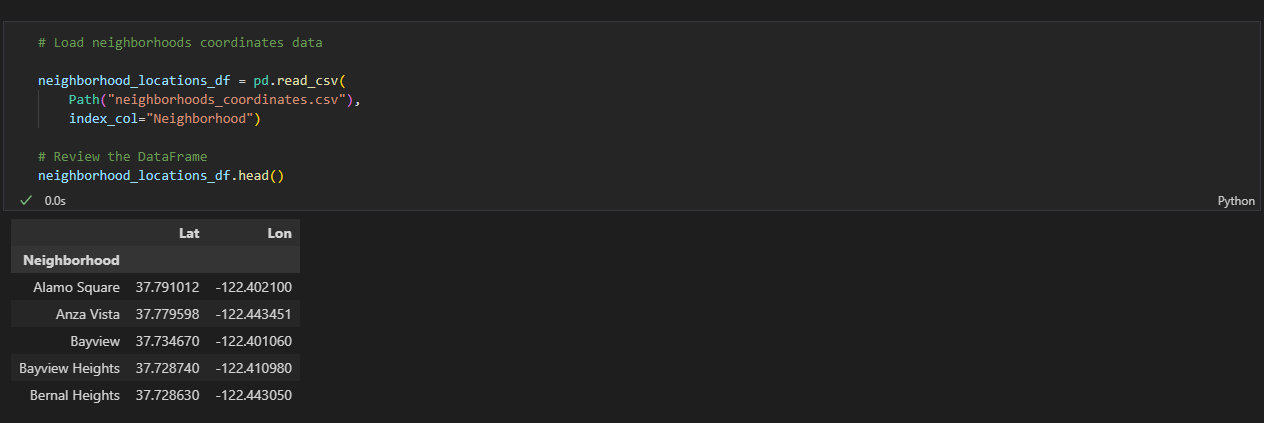 # Load neighborhoods coordinates data
neighborhood_locations_df = pd.read_csv(
Path("neighborhoods_coordinates.csv"),
index_col="Neighborhood")
# Review the DataFrame
neighborhood_locations_df.head()
0.0s
Python
Lat Lon
Neighborhood
Alamo Square 37.791012 -122.402100
Anza Vista 37.779598 -122.443451
Bayview 37.734670 -122.401060
Bayview Heights 37.728740 -122.410980
Bernal Heights 37.728630 -122.443050